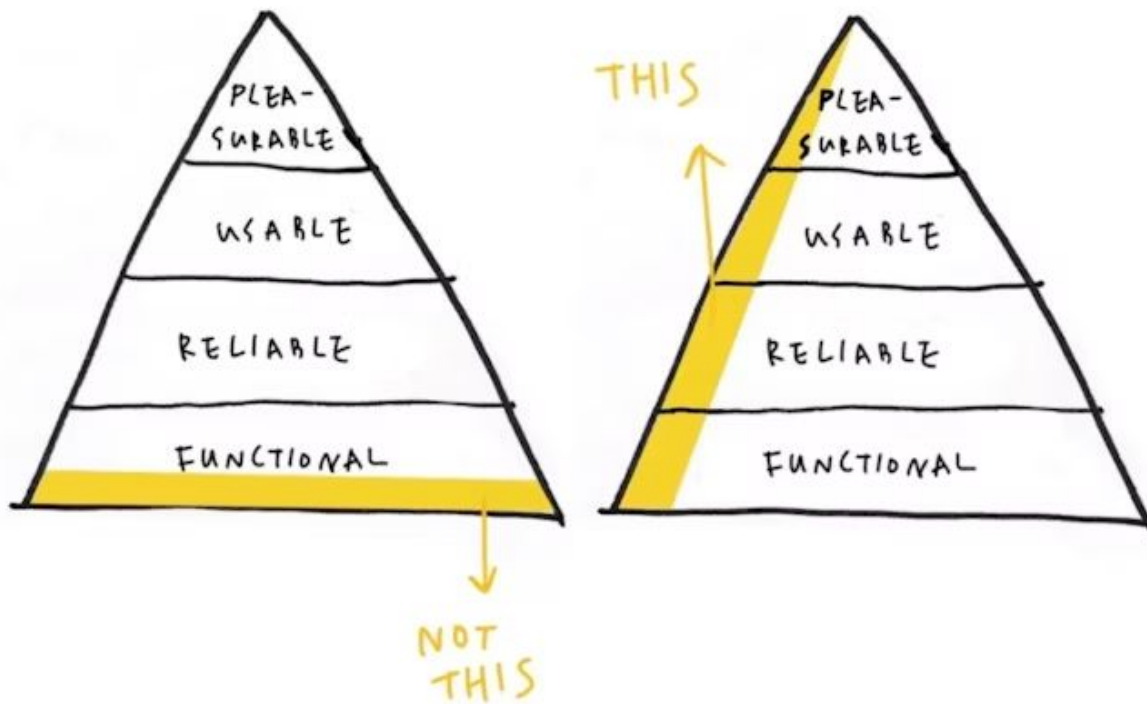 PLEA-
SURABLE
USABLE
RELIABLE
FUNCTIONAL
NOT
THIS
THIS
PLEA-
SURABLE
USABLE
RELIABLE
FUNCTIONAL